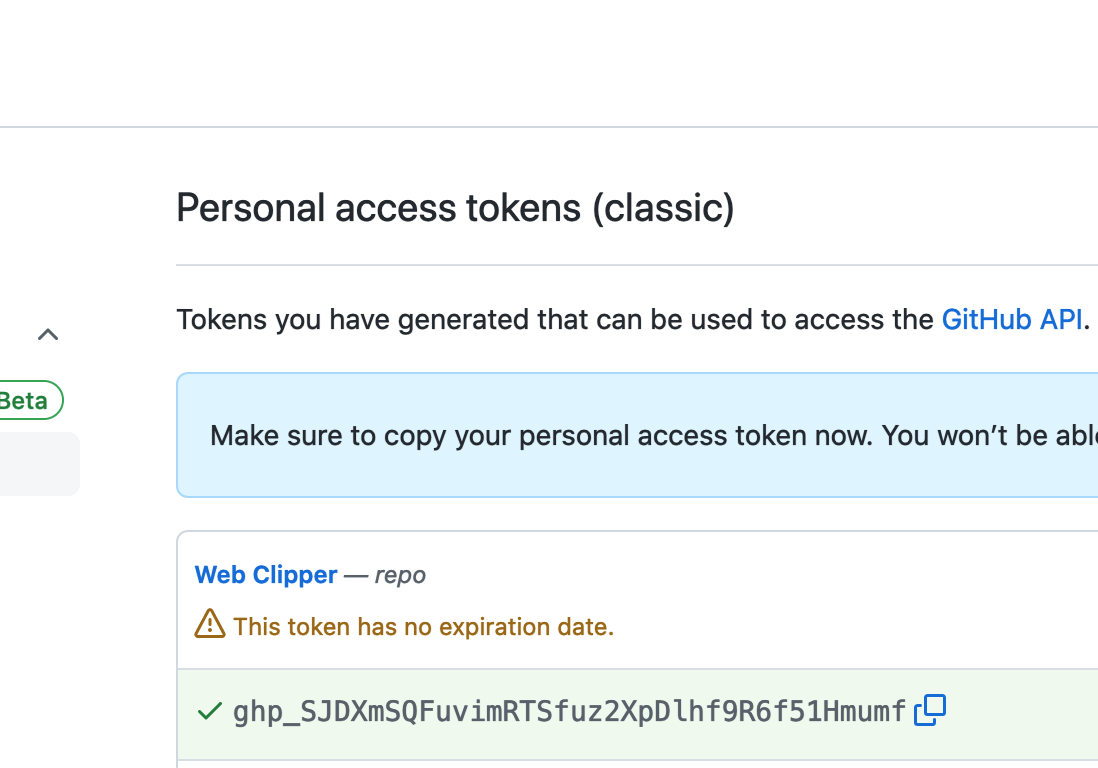 Personal access tokens (classic)
Tokens you have generated that can be used to access the GitHub API.
Beta
Make sure to copy your personal access token now. You won’t be able
Web Clipper — repo
This token has no expiration date.
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